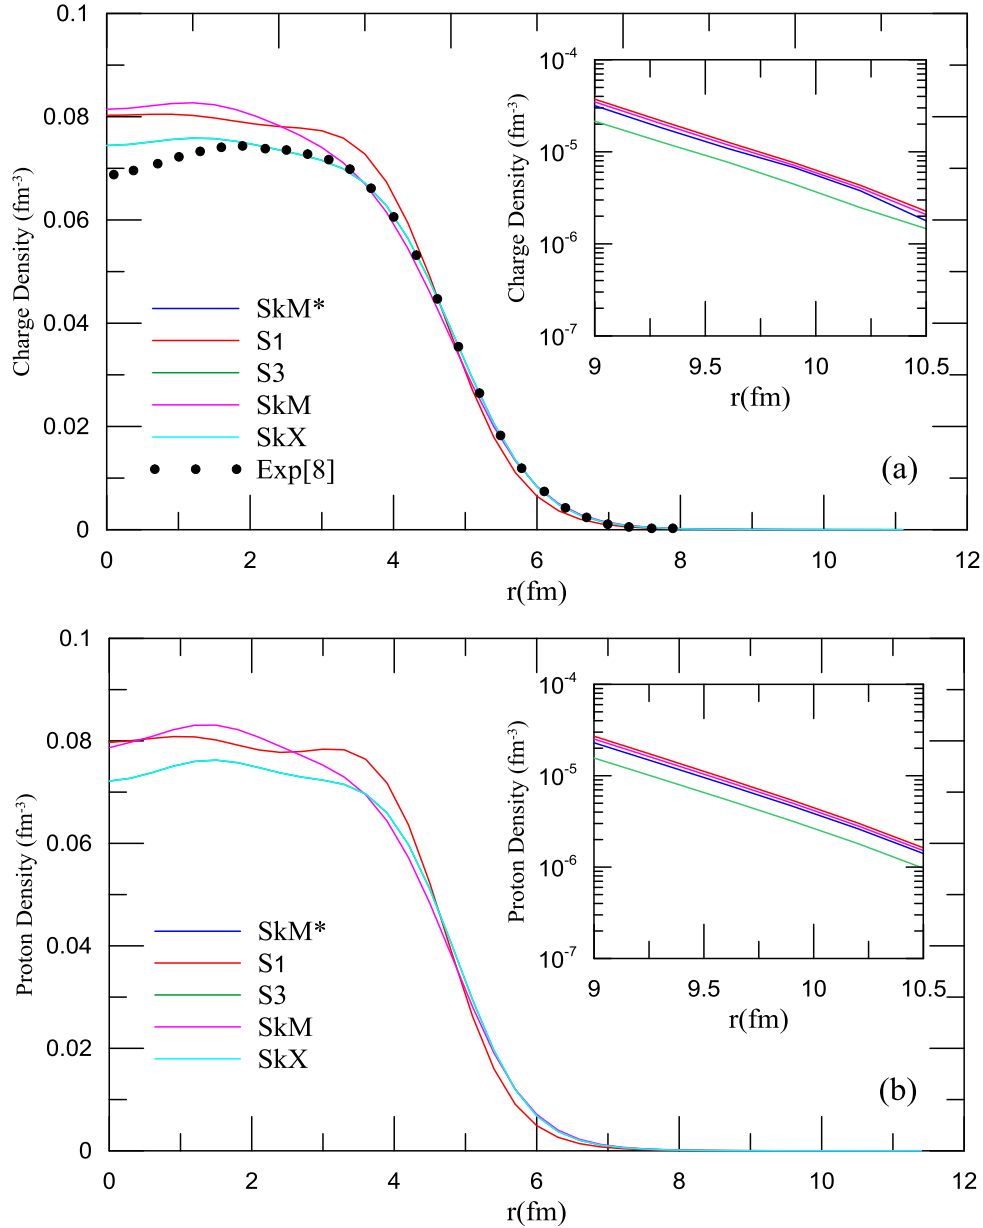 0.1
0.08
0.06
0.04
0.02
0
Charge Density (fm-3)
0 2 4 6 8 10 12
r(fm)
SkM*
S1
S3
SkM
SkX
Exp[8]
(a)
10-4
10-5
10-6
10-7
Charge Density (fm-3)
9 9.5 10 10.5
r(fm)
0.1
0.08
0.06
0.04
0.02
0
Proton Density (fm-3)
0 2 4 6 8 10 12
r(fm)
SkM*
S1
S3
SkM
SkX
(b)
10-4
10-5
10-6
10-7
Proton Density (fm-3)
9 9.5 10 10.5
r(fm)